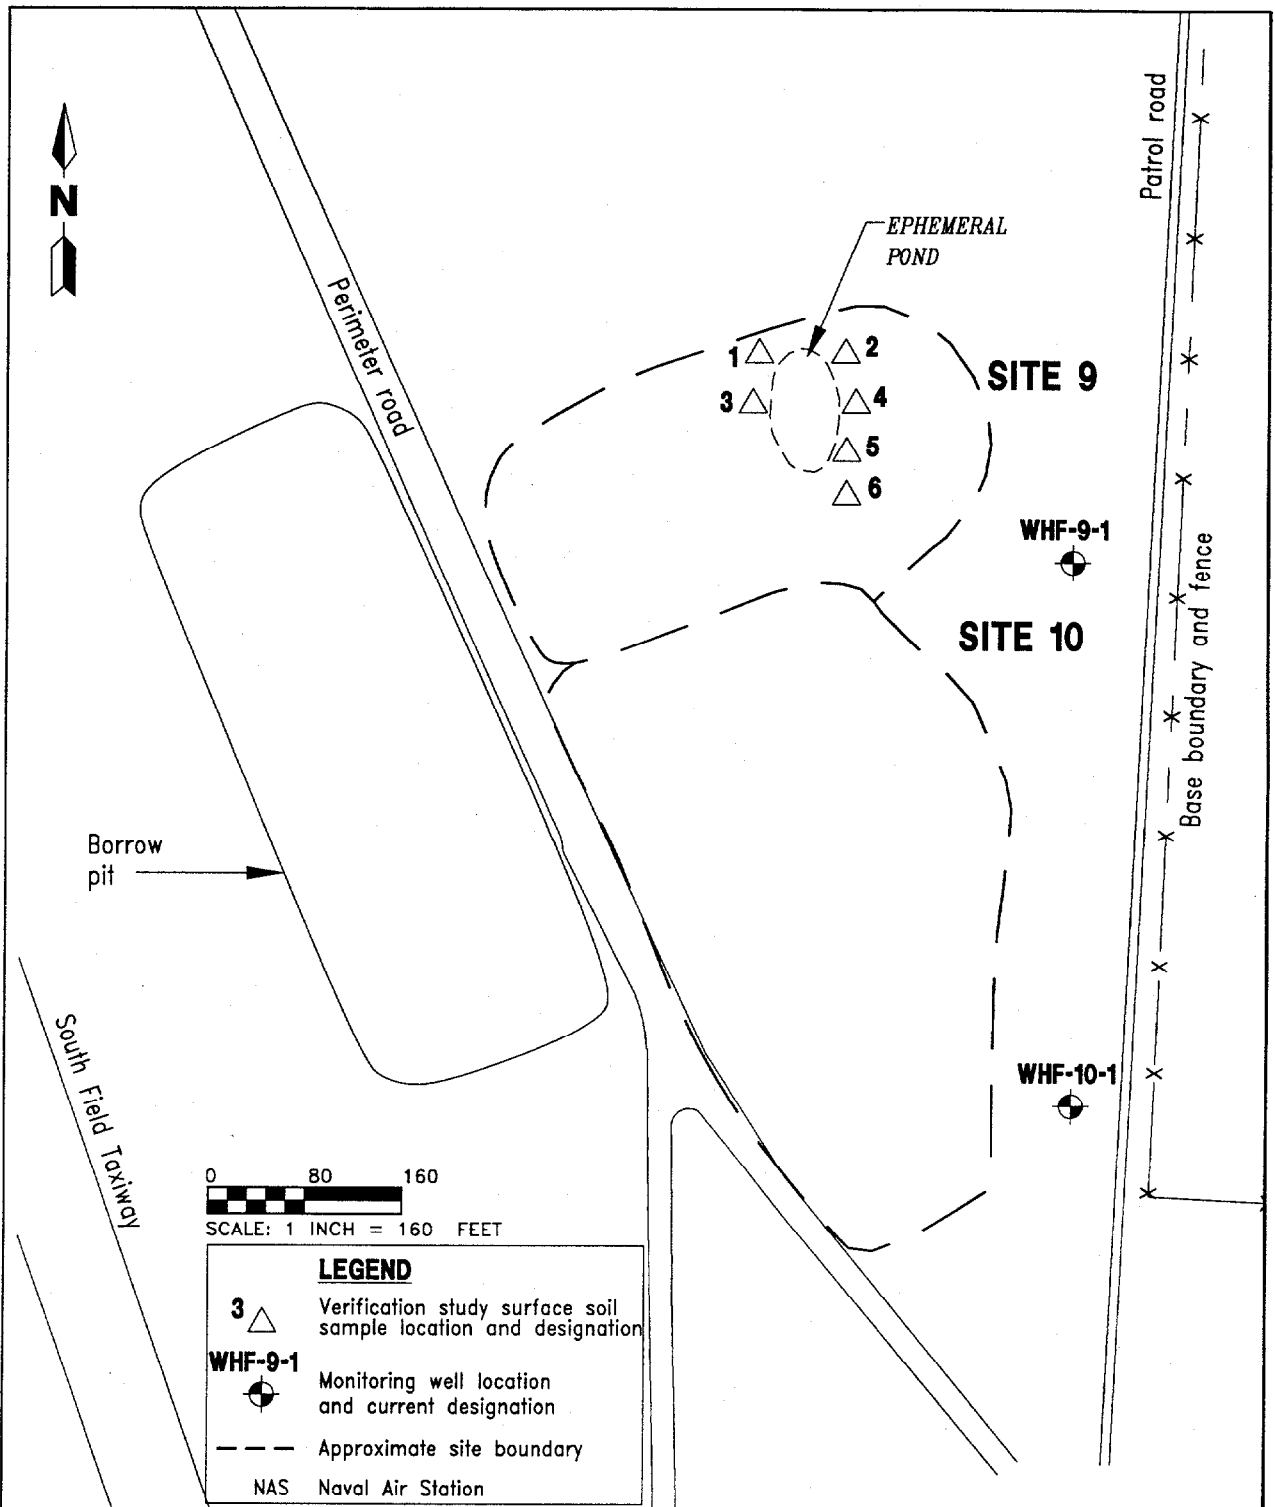 Patrol road
N
EPHEMERAL
POND
Perimeter road
1
2
SITE 9
3
4
5
6
WHF-9-1
Base boundary and fence
SITE 10
Borrow
pit
South Field Taxiway
WHF-10-1
0 80 160
SCALE: 1 INCH = 160 FEET
LEGEND
3
Verification study surface soil
sample location and designation
WHF-9-1
Monitoring well location
and current designation
Approximate site boundary
NAS Naval Air Station